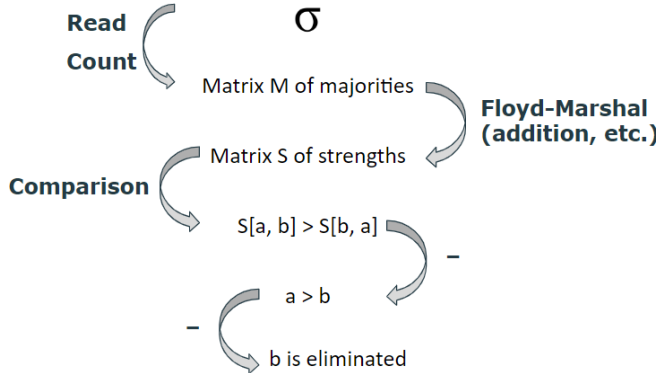 Read
Count
σ
Matrix M of majorities
Floyd-Marshal
(addition, etc.)
Matrix S of strengths
Comparison
S[a, b] > S[b, a]
–
a > b
–
b is eliminated